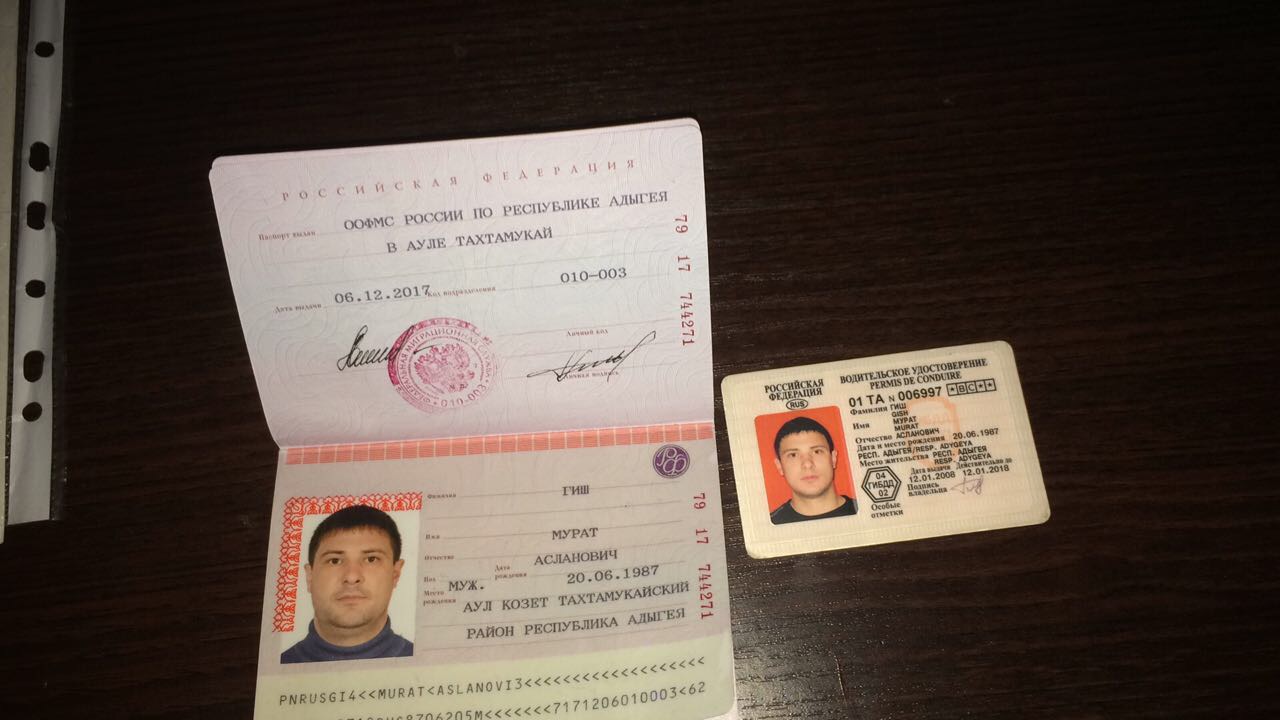 РОССИЙСКАЯ ФЕДЕРАЦИЯ
Паспорт выдан ООФМС РОССИИ ПО РЕСПУБЛИКЕ АДЫГЕЯ
В АУЛЕ ТАХТАМУКАЙ
Дата выдачи 06.12.2017 Код подразделения 010-003
Личный код
Личная подпись
ФЕДЕРАЛЬНАЯ МИГРАЦИОННАЯ СЛУЖБА
010-003
79 17 744271
РФ
Фамилия ГИШ
Имя МУРАТ
Отчество АСЛАНОВИЧ
Пол МУЖ. Дата рождения 20.06.1987
Место рождения АУЛ КОЗЕТ ТАХТАМУКАЙСКИЙ
РАЙОН РЕСПУБЛИКА АДЫГЕЯ
79 17 744271
PNRUSGI4<<MURAT<ASLANOVI3<<<<<<<<<<<<<<<<<<<
8706205M<<<<<<<7171206010003<62
РОССИЙСКАЯ
ФЕДЕРАЦИЯ
RUS
ВОДИТЕЛЬСКОЕ УДОСТОВЕРЕНИЕ
PERMIS DE CONDUIRE
01 ТА N 006997 *BC**
Фамилия ГИШ
GISH
Имя МУРАТ
MURAT
Отчество АСЛАНОВИЧ
Дата и место рождения 20.06.1987
РЕСП. АДЫГЕЯ/RESP. ADYGEYA
Место жительства РЕСП. АДЫГЕЯ
RESP. ADYGEYA
Дата выдачи Действительно до
12.01.2008 12.01.2018
Подпись
владельца
04
ГИБДД
02
Особые
отметки